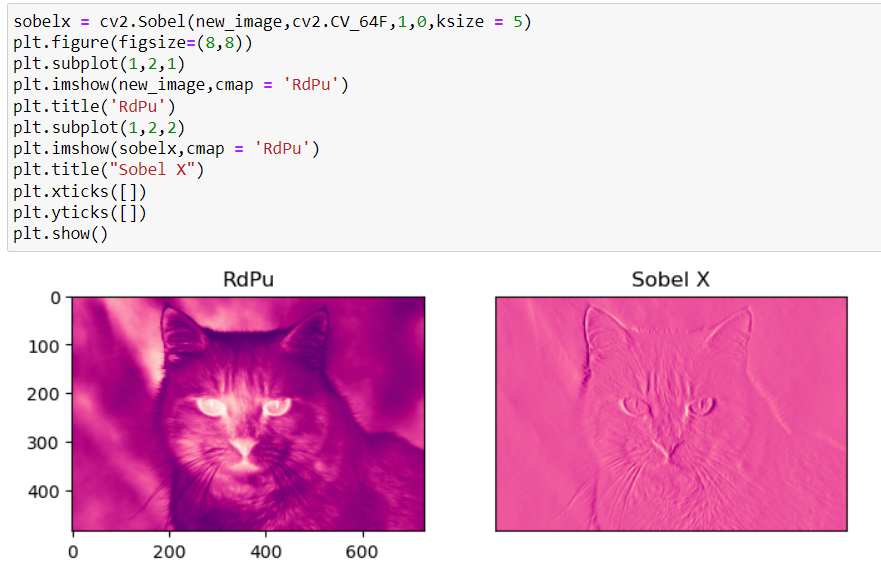 sobelx = cv2.Sobel(new_image,cv2.CV_64F,1,0,ksize = 5)
plt.figure(figsize=(8,8))
plt.subplot(1,2,1)
plt.imshow(new_image,cmap = 'RdPu')
plt.title('RdPu')
plt.subplot(1,2,2)
plt.imshow(sobelx,cmap = 'RdPu')
plt.title("Sobel X")
plt.xticks([])
plt.yticks([])
plt.show()
RdPu
Sobel X
0
100
200
300
400
0 200 400 600